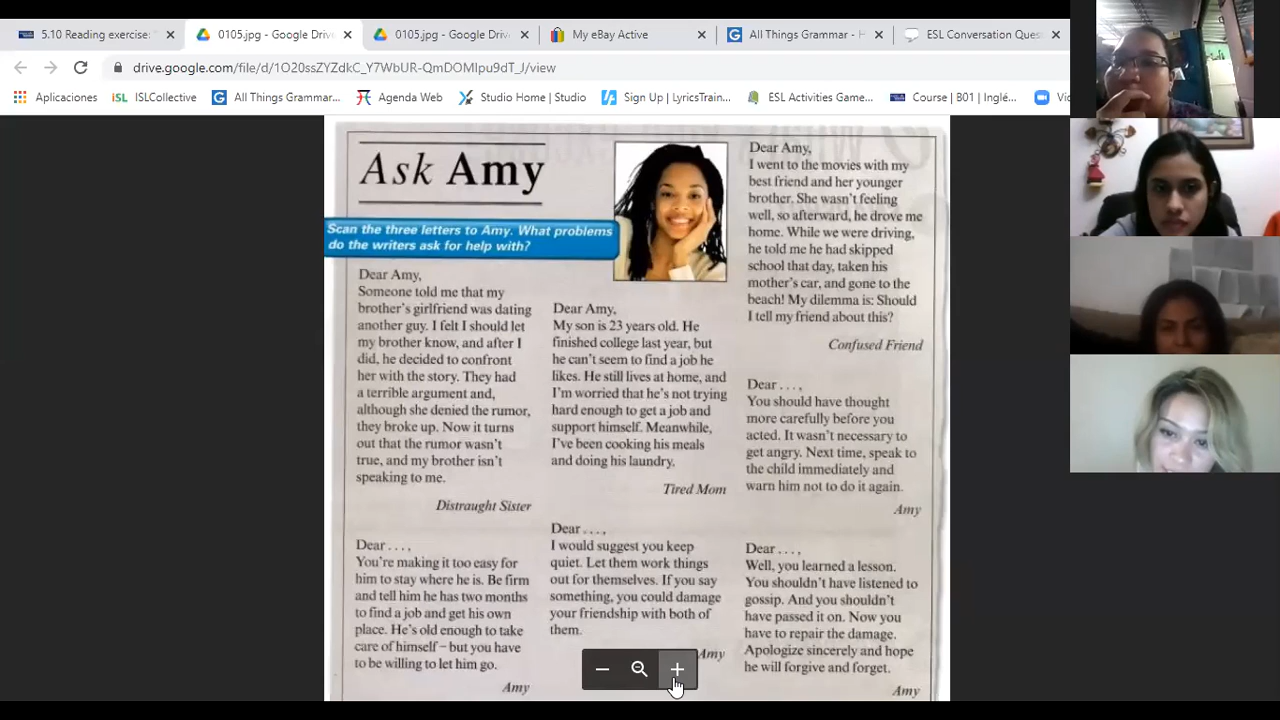 5.10 Reading exercise:
0105.jpg - Google Drive
0105.jpg - Google Drive
My eBay Active
All Things Grammar - H
ESL Conversation Ques
drive.google.com/file/d/1O20ssZYZdkC_Y7WbUR-QmDOMlpu9dT_J/view
Aplicaciones
ISLCollective
All Things Grammar...
Agenda Web
Studio Home | Studio
Sign Up | LyricsTrain...
ESL Activities Game...
Course | B01 | Inglé...
Ask Amy
Scan the three letters to Amy. What problems
do the writers ask for help with?
Dear Amy,
Someone told me that my
brother's girlfriend was dating
another guy. I felt I should let
my brother know, and after I
did, he decided to confront
her with the story. They had
a terrible argument and,
although she denied the rumor,
they broke up. Now it turns
out that the rumor wasn't
true, and my brother isn't
speaking to me.
Distraught Sister
Dear Amy,
My son is 23 years old. He
finished college last year, but
he can't seem to find a job he
likes. He still lives at home, and
I'm worried that he's not trying
hard enough to get a job and
support himself. Meanwhile,
I've been cooking his meals
and doing his laundry.
Tired Mom
Dear Amy,
I went to the movies with my
best friend and her younger
brother. She wasn't feeling
well, so afterward, he drove me
home. While we were driving,
he told me he had skipped
school that day, taken his
mother's car, and gone to the
beach! My dilemma is: Should
I tell my friend about this?
Confused Friend
Dear . . . ,
You're making it too easy for
him to stay where he is. Be firm
and tell him he has two months
to find a job and get his own
place. He's old enough to take
care of himself – but you have
to be willing to let him go.
Amy
Dear . . . ,
I would suggest you keep
quiet. Let them work things
out for themselves. If you say
something, you could damage
your friendship with both of
them.
Amy
Dear . . . ,
You should have thought
more carefully before you
acted. It wasn't necessary to
get angry. Next time, speak to
the child immediately and
warn him not to do it again.
Amy
Dear . . . ,
Well, you learned a lesson.
You shouldn't have listened to
gossip. And you shouldn't
have passed it on. Now you
have to repair the damage.
Apologize sincerely and hope
he will forgive and forget.
Amy